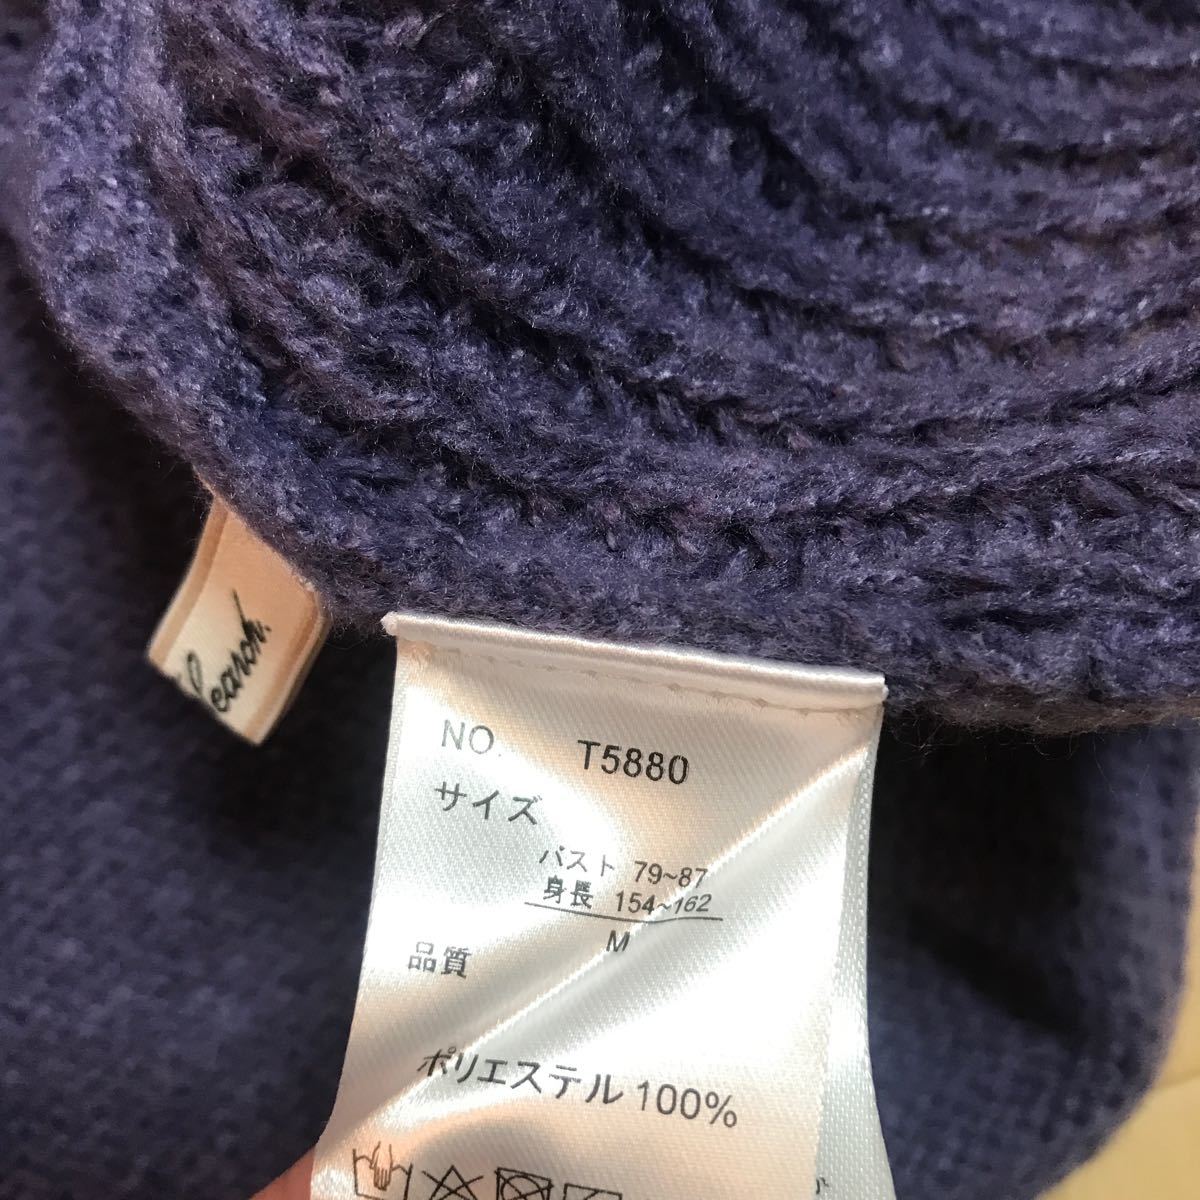 earch.
NO. T5880
サイズ
バスト 79~87
身長 154~162
M
品質
ポリエステル 100%